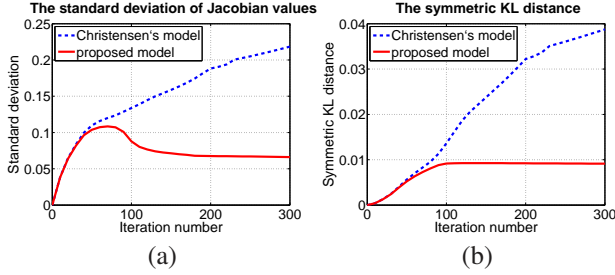 The standard deviation of Jacobian values
Standard deviation
0.25
0.2
0.15
0.1
0.05
0
Christensen's model
proposed model
0
100
200
300
Iteration number
(a)
The symmetric KL distance
Symmetric KL distance
0.04
0.03
0.02
0.01
0
Christensen's model
proposed model
0
100
200
300
Iteration number
(b)